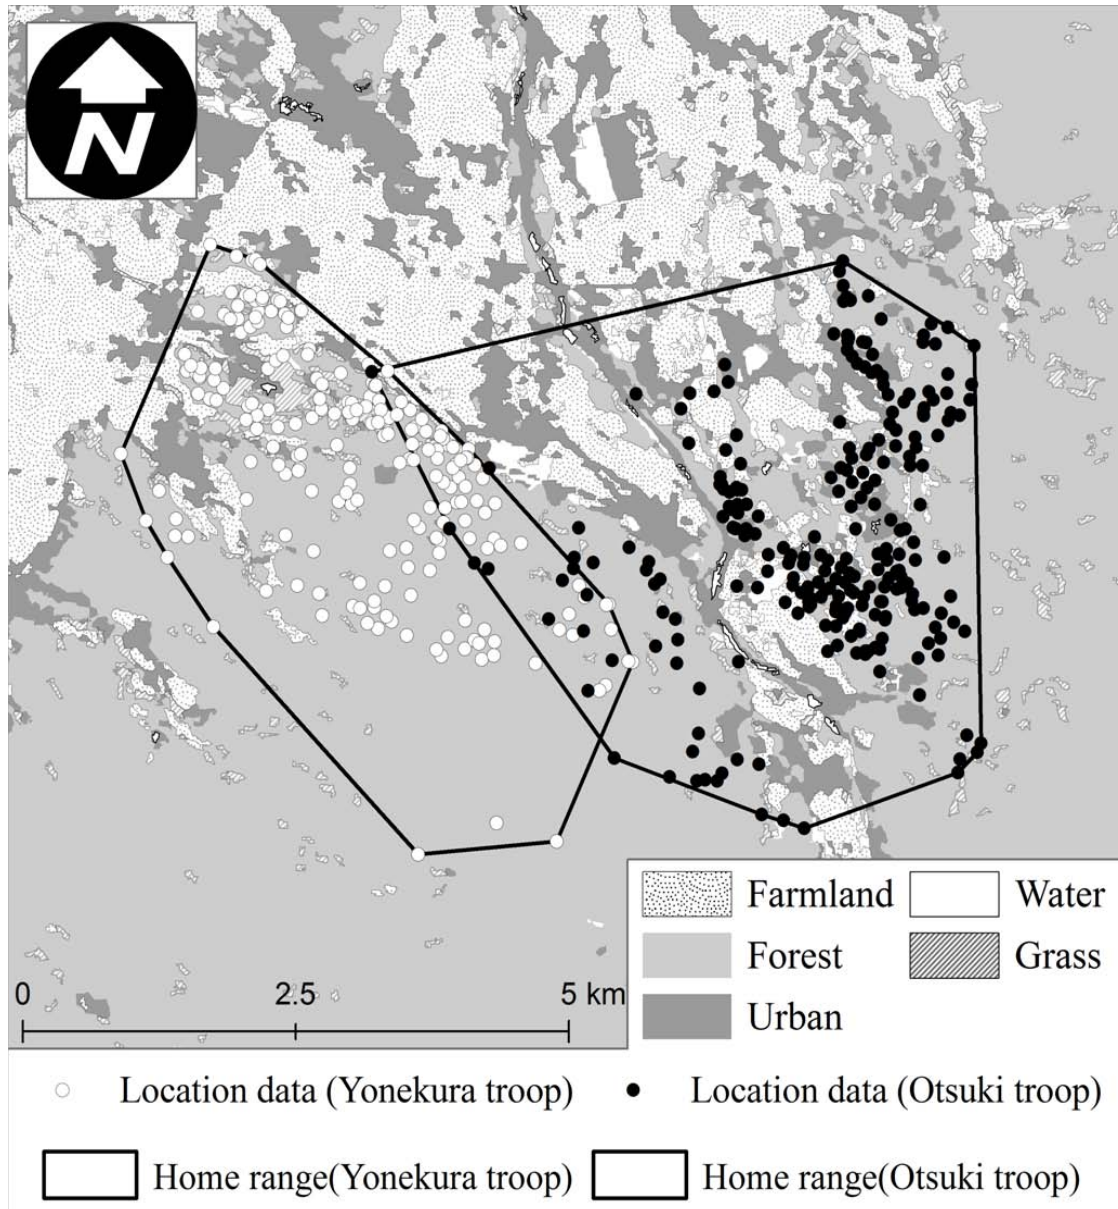 N
Farmland
Water
Forest
Grass
Urban
0 2.5 5 km
Location data (Yonekura troop)
Location data (Otsuki troop)
Home range(Yonekura troop)
Home range(Otsuki troop)